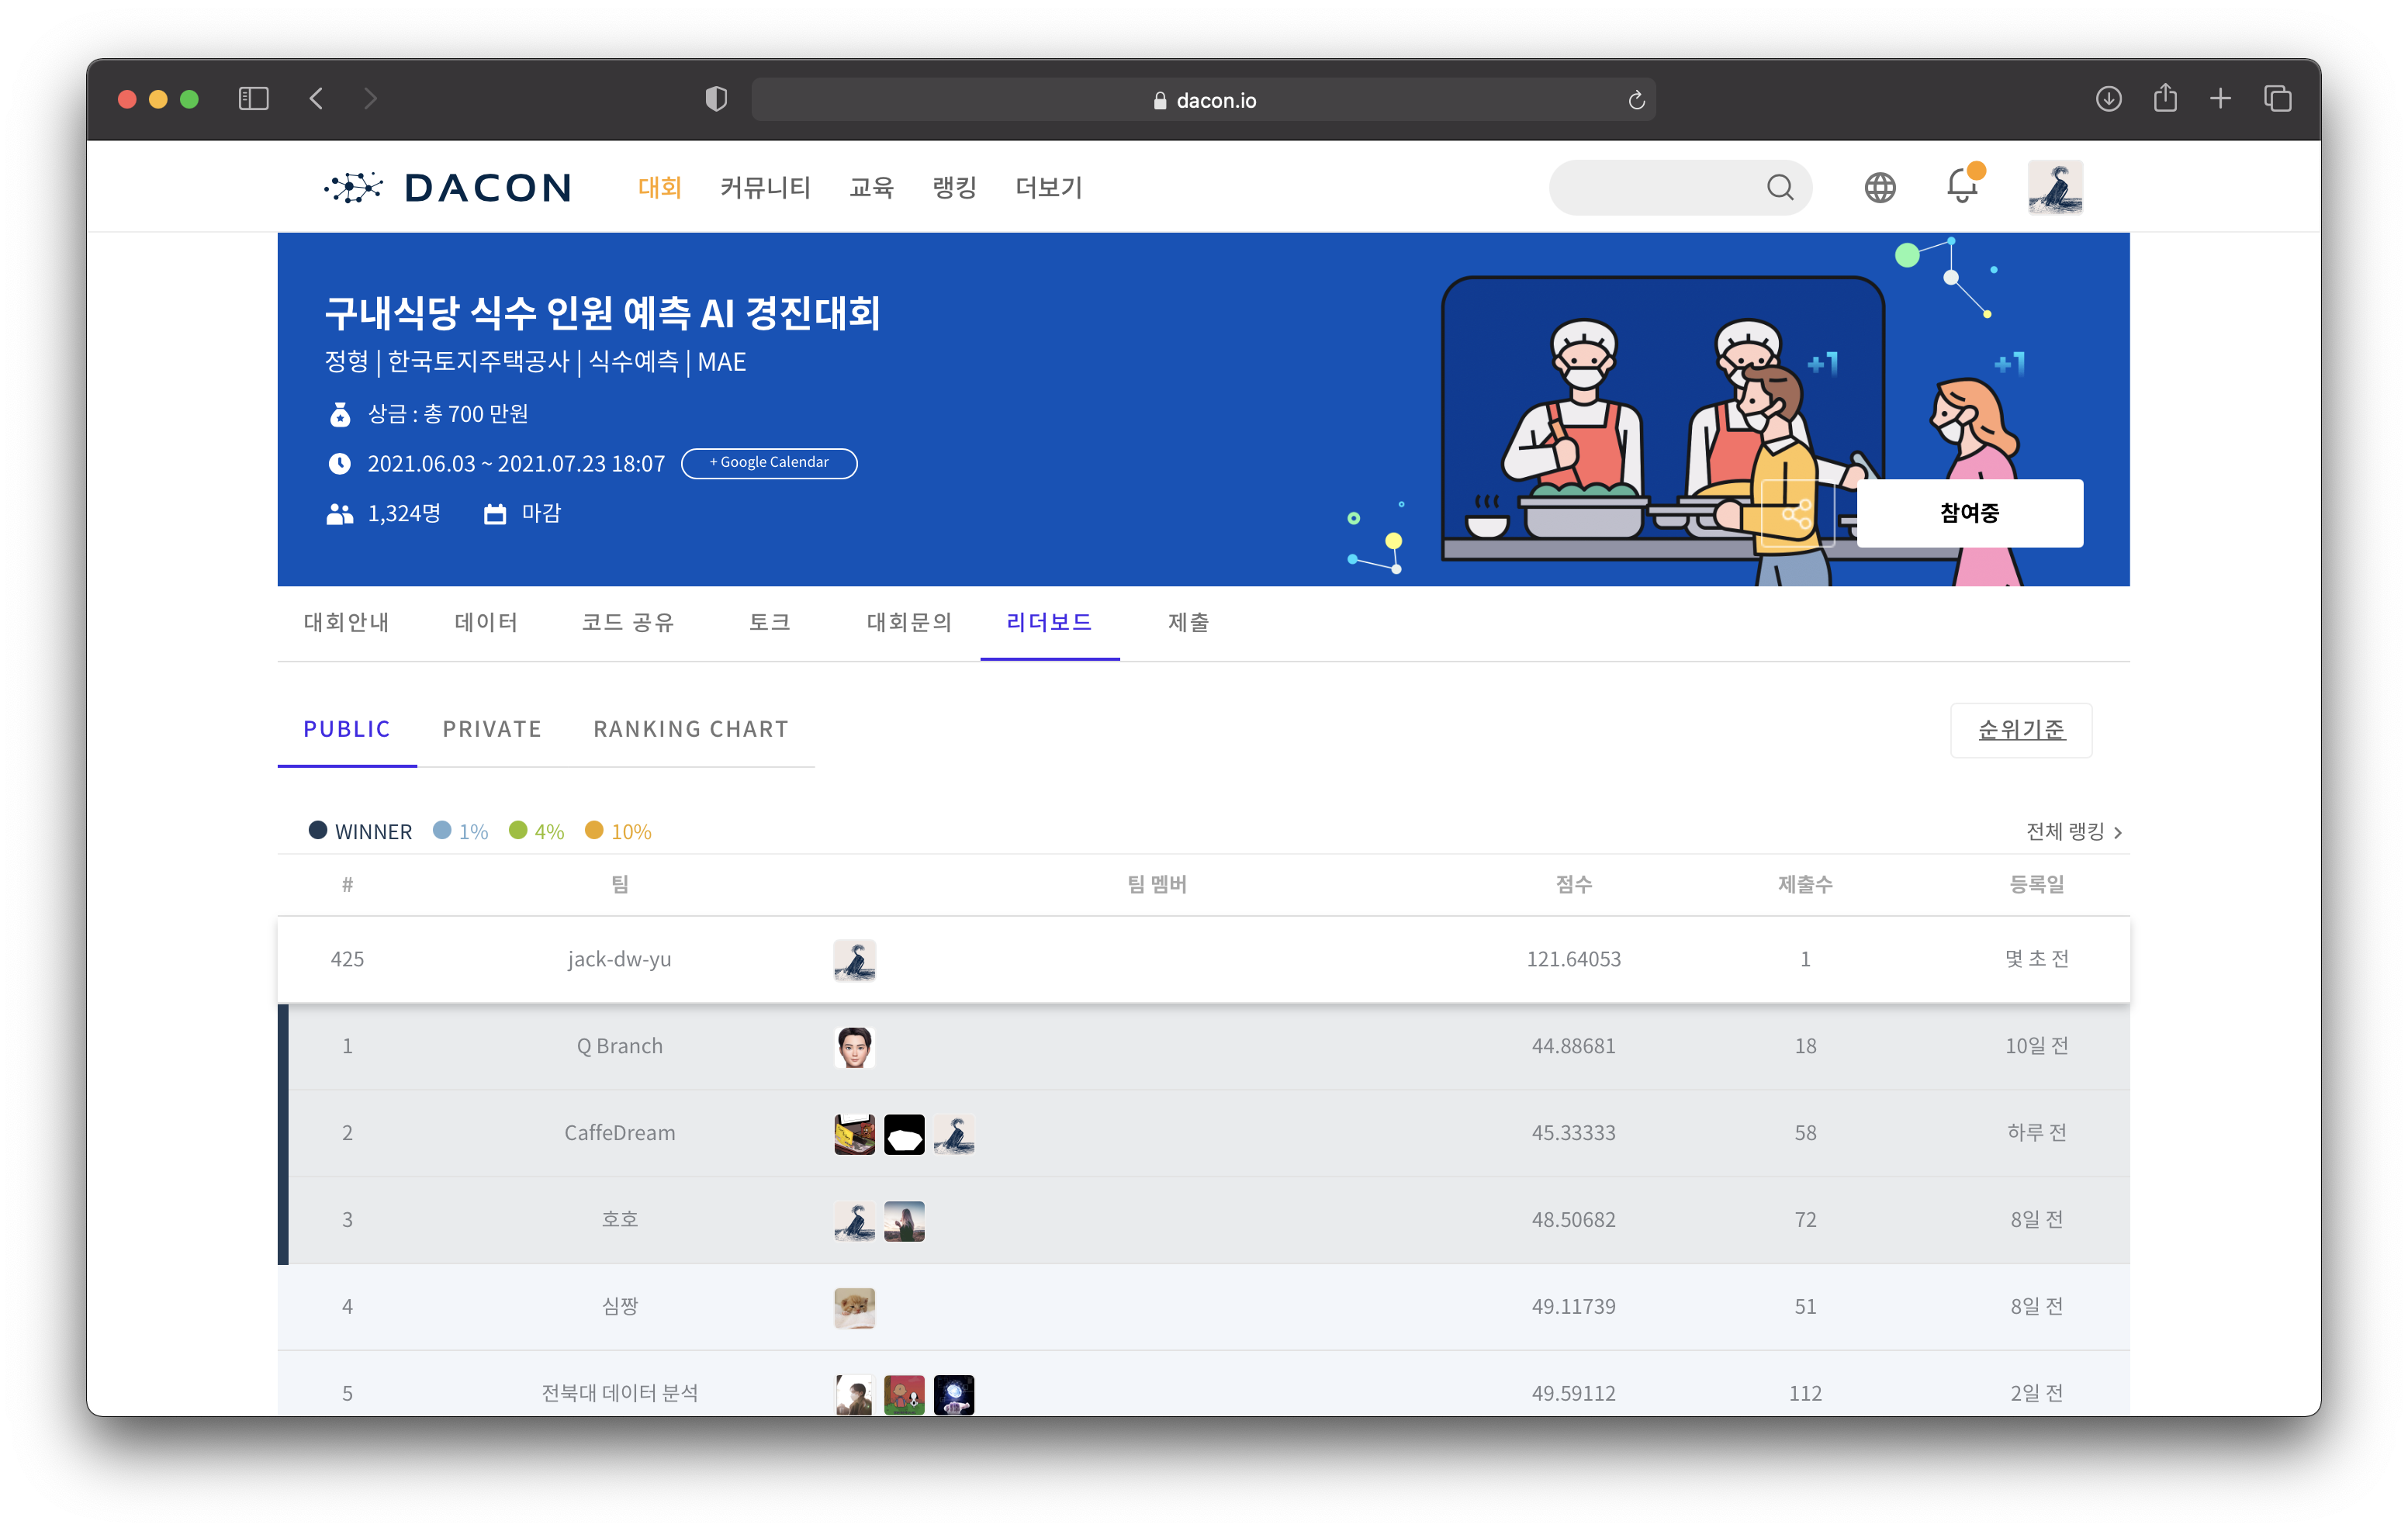 dacon.io
DACON 대회 커뮤니티 교육 랭킹 더보기
구내식당 식수 인원 예측 AI 경진대회
정형 | 한국토지주택공사 | 식수예측 | MAE
상금 : 총 700 만원
2021.06.03 ~ 2021.07.23 18:07 + Google Calendar
1,324명 마감
+1 +1
참여중
대회안내 데이터 코드 공유 토크 대회문의 리더보드 제출
PUBLIC PRIVATE RANKING CHART 순위기준
WINNER 1% 4% 10% 전체 랭킹
# 팀 팀 멤버 점수 제출수 등록일
425 jack-dw-yu 121.64053 1 몇 초 전
1 Q Branch 44.88681 18 10일 전
2 CaffeDream 45.33333 58 하루 전
3 호호 48.50682 72 8일 전
4 심짱 49.11739 51 8일 전
5 전북대 데이터 분석 49.59112 112 2일 전